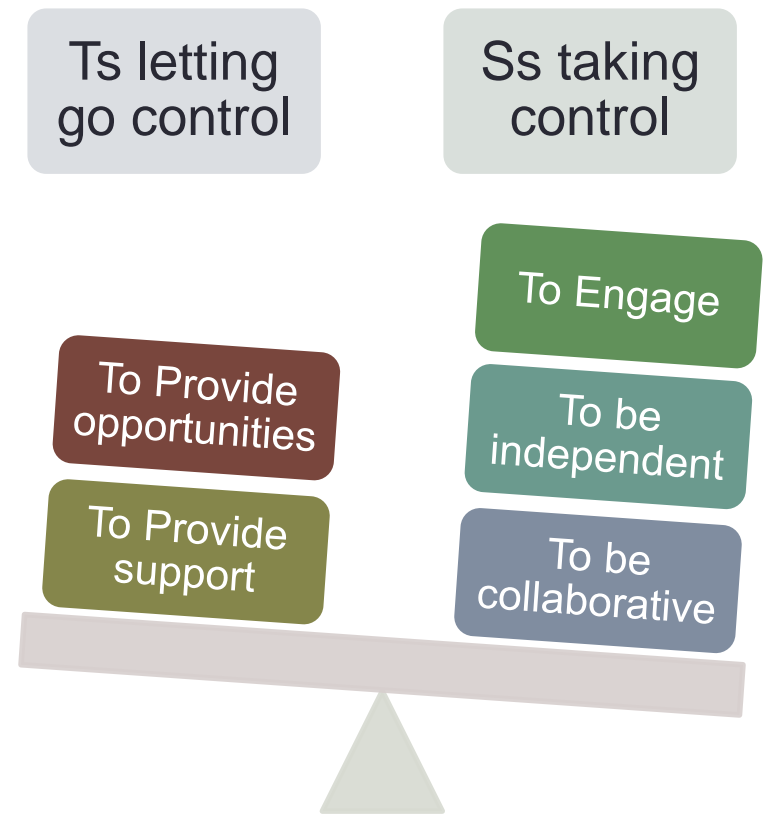 Ts letting
go control
Ss taking
control
To Provide
opportunities
To Provide
support
To Engage
To be
independent
To be
collaborative